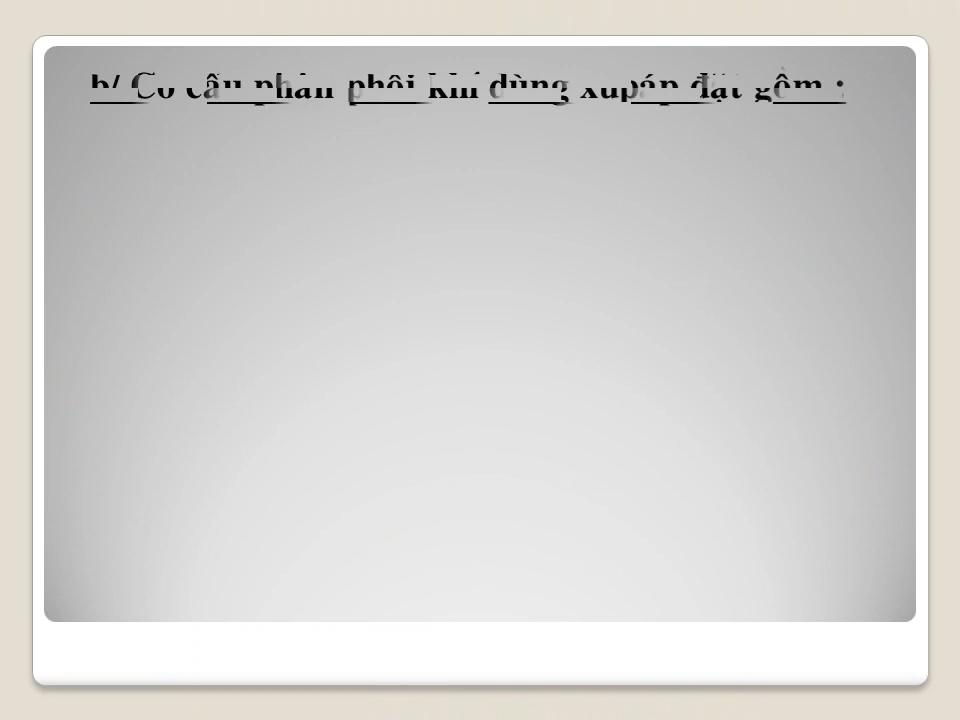 b/ Cơ cấu phân phối khí dùng xupáp đặt gồm :